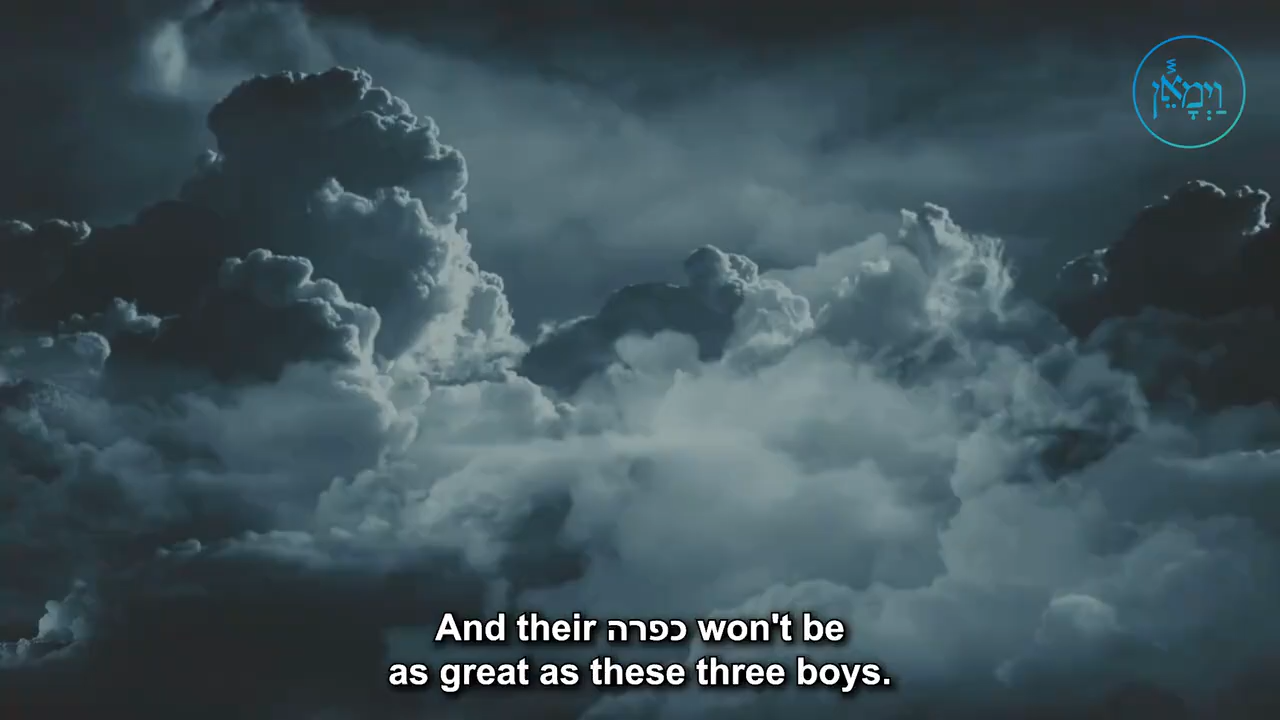 וַיְמָאֵ֓ן
And their כפרה won't be
as great as these three boys.